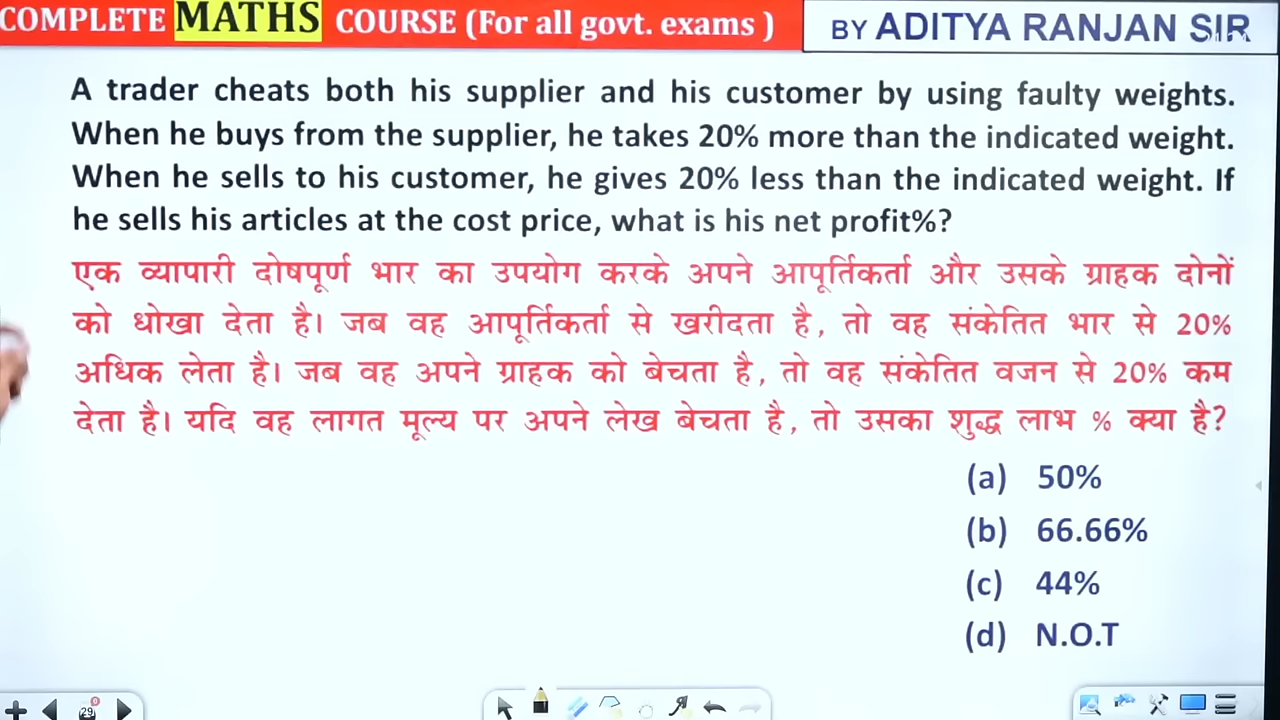 COMPLETE MATHS COURSE (For all govt. exams ) BY ADITYA RANJAN SIR
A trader cheats both his supplier and his customer by using faulty weights.
When he buys from the supplier, he takes 20% more than the indicated weight.
When he sells to his customer, he gives 20% less than the indicated weight. If
he sells his articles at the cost price, what is his net profit%?
एक व्यापारी दोषपूर्ण भार का उपयोग करके अपने आपूर्तिकर्ता और उसके ग्राहक दोनों
को धोखा देता है। जब वह आपूर्तिकर्ता से खरीदता है, तो वह संकेतित भार से 20%
अधिक लेता है। जब वह अपने ग्राहक को बेचता है, तो वह संकेतित वजन से 20% कम
देता है। यदि वह लागत मूल्य पर अपने लेख बेचता है, तो उसका शुद्ध लाभ % क्या है?
(a) 50%
(b) 66.66%
(c) 44%
(d) N.O.T
29